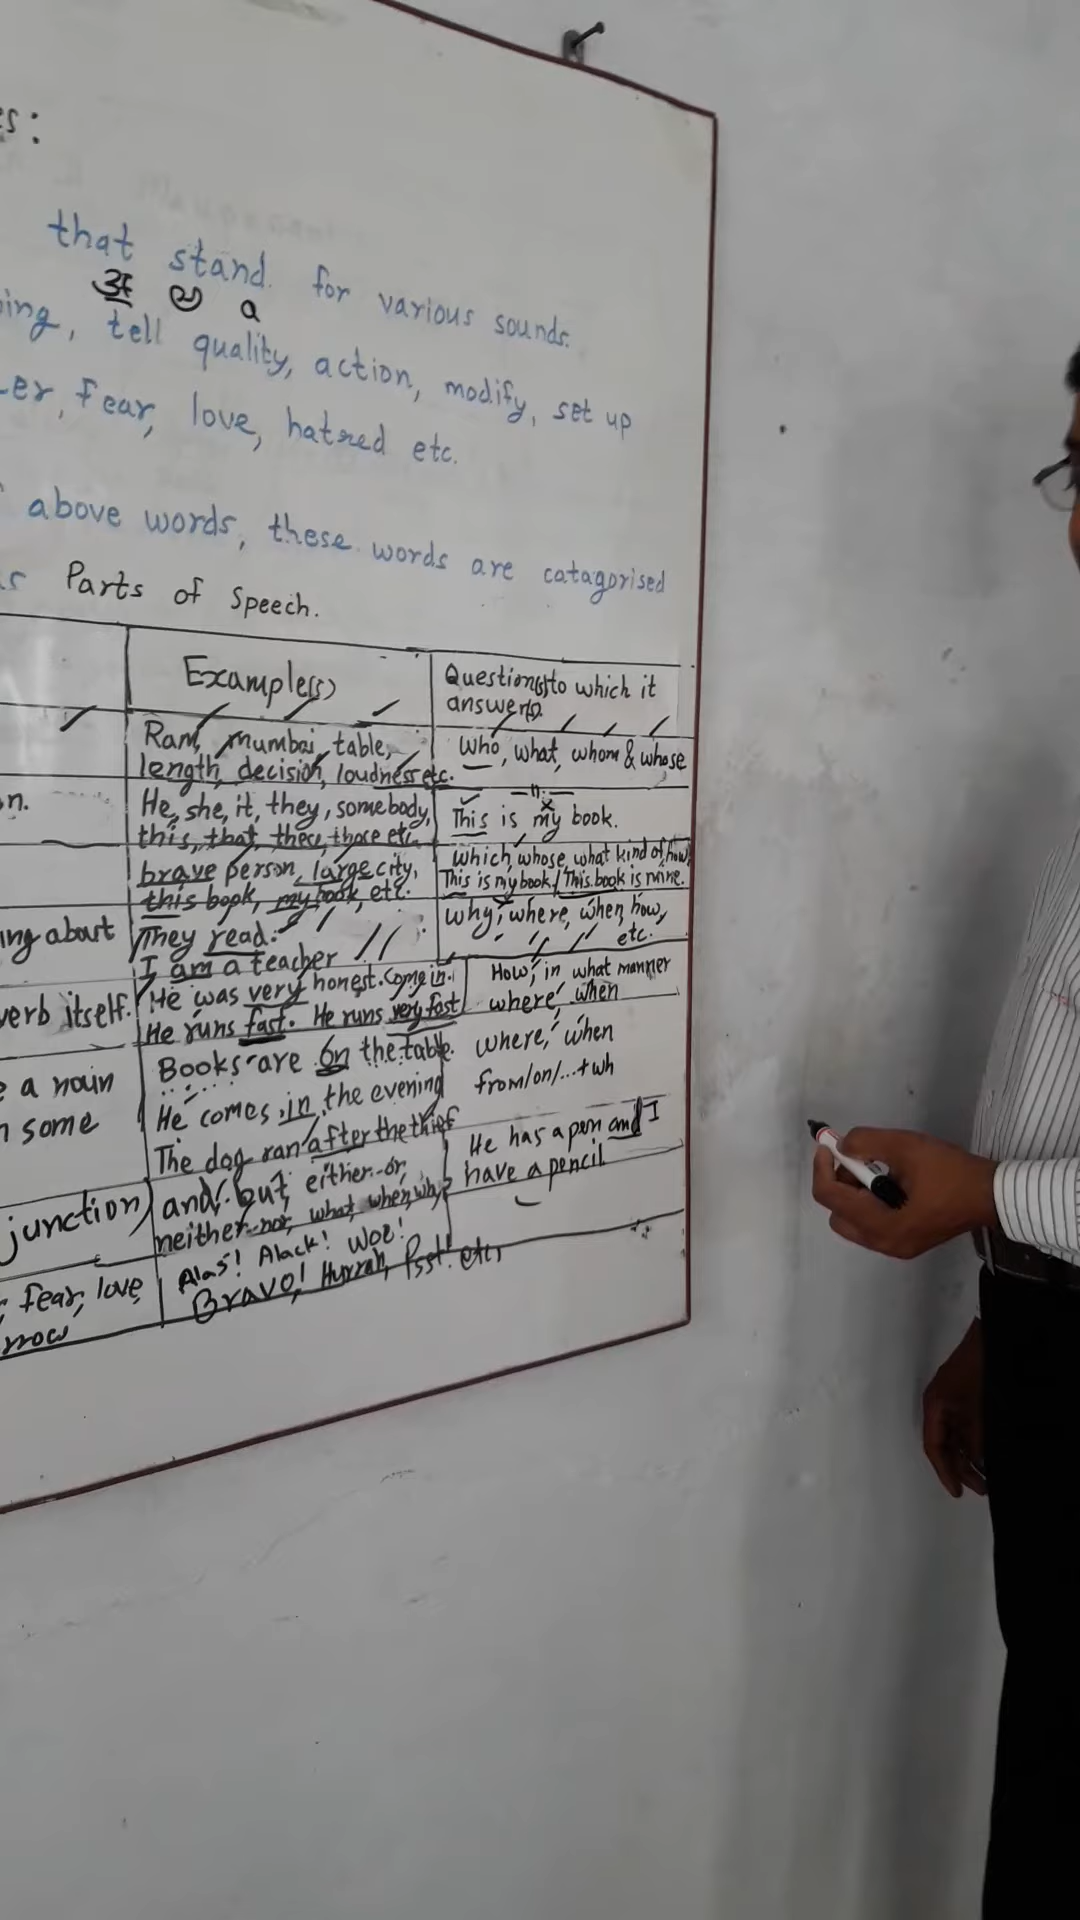 es:
that stand for various sounds.
अ a
ing, tell quality, action, modify, set up
er, fear, love, hatred etc.
above words, these words are catagorised
Parts of Speech.
Example(s)
Question(s) to which it
answer(s).
Ram, mumbai, table,
length, decision, loudness etc.
who, what, whom & whose
n.
He, she, it, they, somebody,
this, that, these, those etc.
— " —
This is my book.
brave person, large city,
this book, my book, etc.
which, whose, what kind of, how
This is my book / This book is mine.
ing about
They read.
I am a teacher
why, where, when, how,
etc.
verb itself.
He was very honest. Come in.
He runs fast. He runs very fast
How, in what manner
where, when
a noun
some
Books are on the table.
He comes in the evening
The dog ran after the thief
where, when
from/on/...+wh
junction)
and, but, either-or,
neither-nor, what, when, why
He has a pen and I
have a pencil
fear, love,
rrow
Alas! Alack! Woe!
Bravo! Hurrah, Psst! etc.